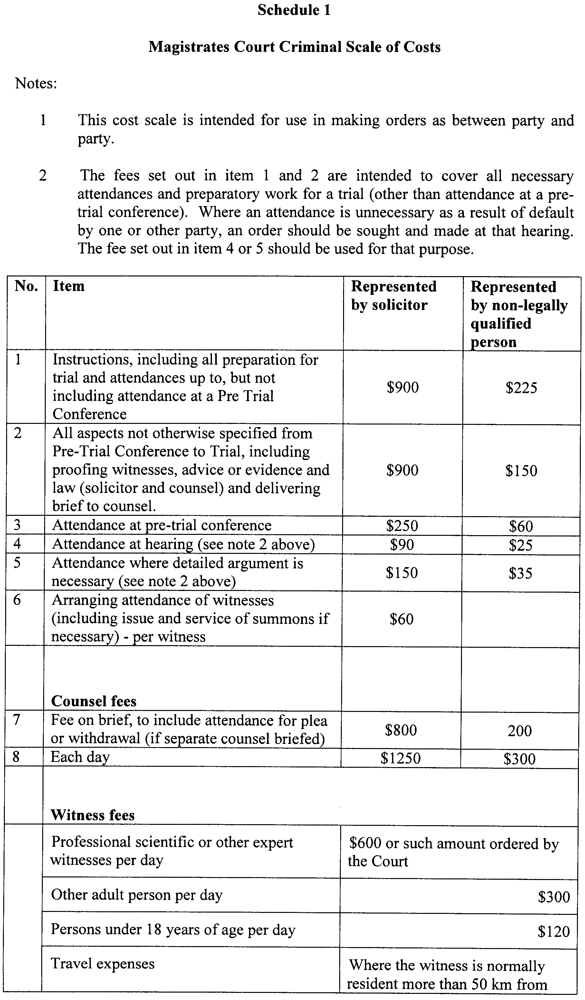 Schedule 1
Magistrates Court Criminal Scale of Costs
Notes:
1 This cost scale is intended for use in making orders as between party and
party.
2 The fees set out in item 1 and 2 are intended to cover all necessary
attendances and preparatory work for a trial (other than attendance at a pre-
trial conference). Where an attendance is unnecessary as a result of default
by one or other party, an order should be sought and made at that hearing.
The fee set out in item 4 or 5 should be used for that purpose.
No. Item Represented Represented
by solicitor by non-legally
qualified
person
1 Instructions, including all preparation for
trial and attendances up to, but not
including attendance at a Pre Trial $900 $225
Conference
2 All aspects not otherwise specified from
Pre-Trial Conference to Trial, including
proofing witnesses, advice or evidence and $900 $150
law (solicitor and counsel) and delivering
brief to counsel.
3 Attendance at pre-trial conference $250 $60
4 Attendance at hearing (see note 2 above) $90 $25
5 Attendance where detailed argument is
necessary (see note 2 above) $150 $35
6 Arranging attendance of witnesses
(including issue and service of summons if $60
necessary) - per witness
Counsel fees
7 Fee on brief, to include attendance for plea
or withdrawal (if separate counsel briefed) $800 200
8 Each day $1250 $300
Witness fees
Professional scientific or other expert $600 or such amount ordered by
witnesses per day the Court
Other adult person per day $300
Persons under 18 years of age per day $120
Travel expenses Where the witness is normally
resident more than 50 km from